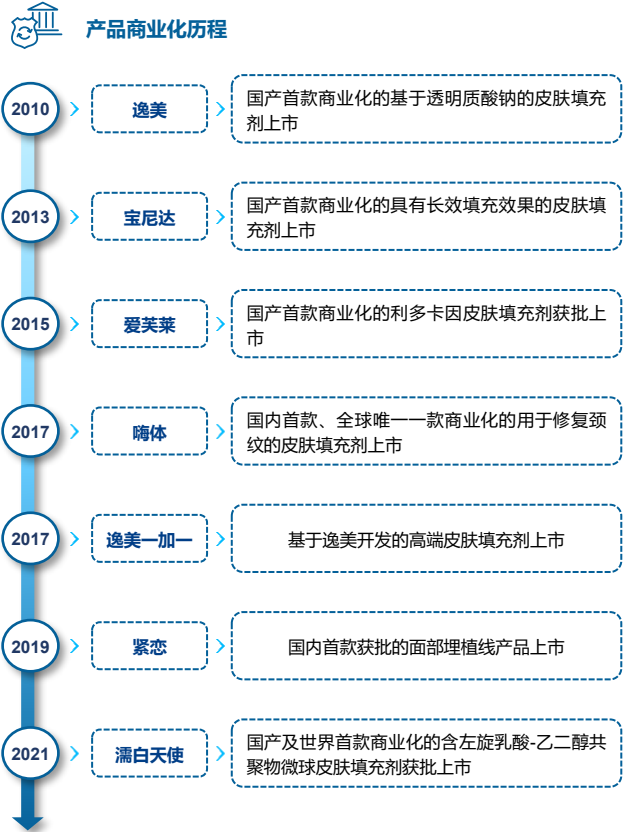 产品商业化历程
2010
逸美
国产首款商业化的基于透明质酸钠的皮肤填充
剂上市
2013
宝尼达
国产首款商业化的具有长效填充效果的皮肤填
充剂上市
2015
爱芙莱
国产首款商业化的利多卡因皮肤填充剂获批上
市
2017
嗨体
国内首款、全球唯一一款商业化的用于修复颈
纹的皮肤填充剂上市
2017
逸美一加一
基于逸美开发的高端皮肤填充剂上市
2019
紧恋
国内首款获批的面部埋植线产品上市
2021
濡白天使
国产及世界首款商业化的含左旋乳酸-乙二醇共
聚物微球皮肤填充剂获批上市